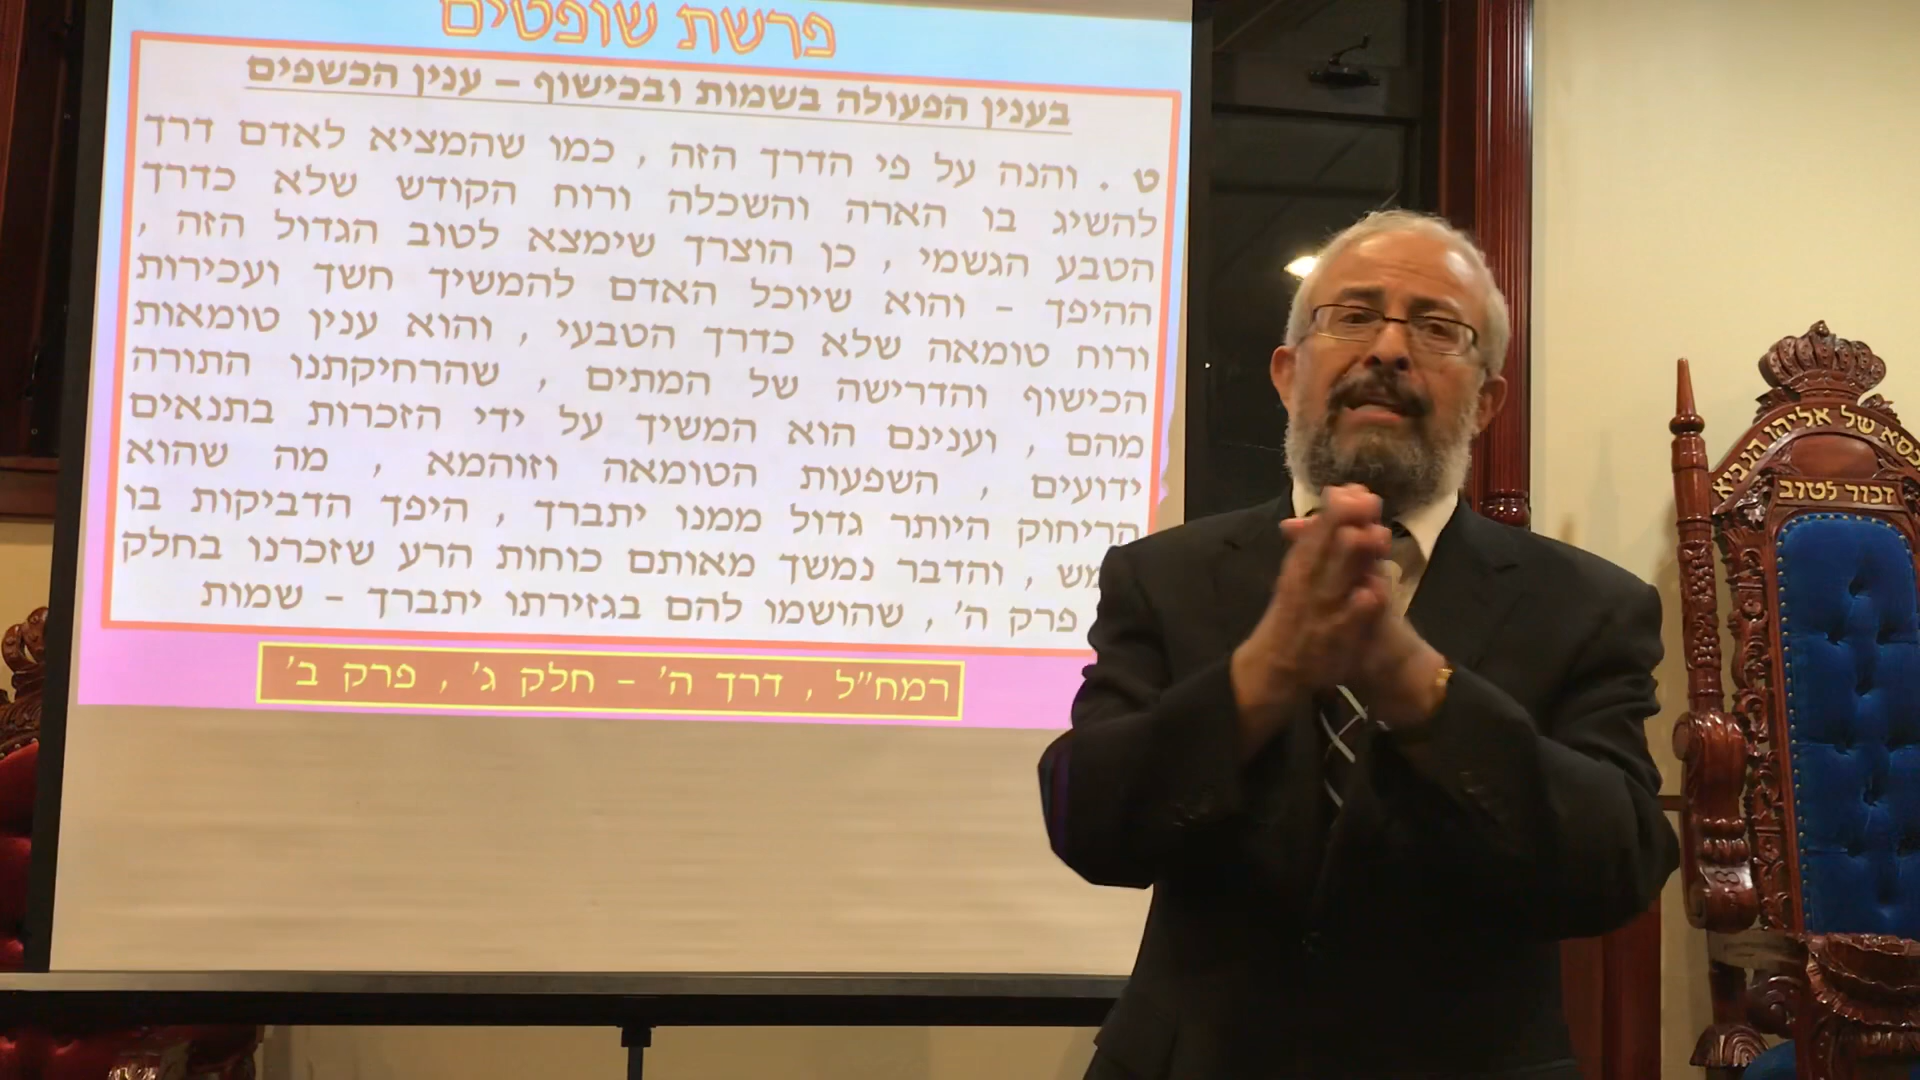 פרשת שופטים
בענין הפעולה בשמות ובכישוף – ענין הכשפים
ט . והנה על פי הדרך הזה , כמו שהמציא לאדם דרך
להשיג בו הארה והשכלה ורוח הקודש שלא כדרך
הטבע הגשמי , כן הוצרך שימצא לטוב הגדול הזה ,
ההיפך – והוא שיוכל האדם להמשיך חשך ועכירות
ורוח טומאה שלא כדרך הטבעי , והוא ענין טומאות
הכישוף והדרישה של המתים , שהרחיקתנו התורה
מהם , וענינם הוא המשיך על ידי הזכרות בתנאים
ידועים , השפעות הטומאה וזוהמא , מה שהוא
הריחוק היותר גדול ממנו יתברך , היפך הדביקות בו
, והדבר נמשך מאותם כוחות הרע שזכרנו בחלק
פרק ה' , שהושמו להם בגזירתו יתברך – שמות
רמח"ל , דרך ה' – חלק ג' , פרק ב'
כסא של אליהו הנביא
זכור לטוב